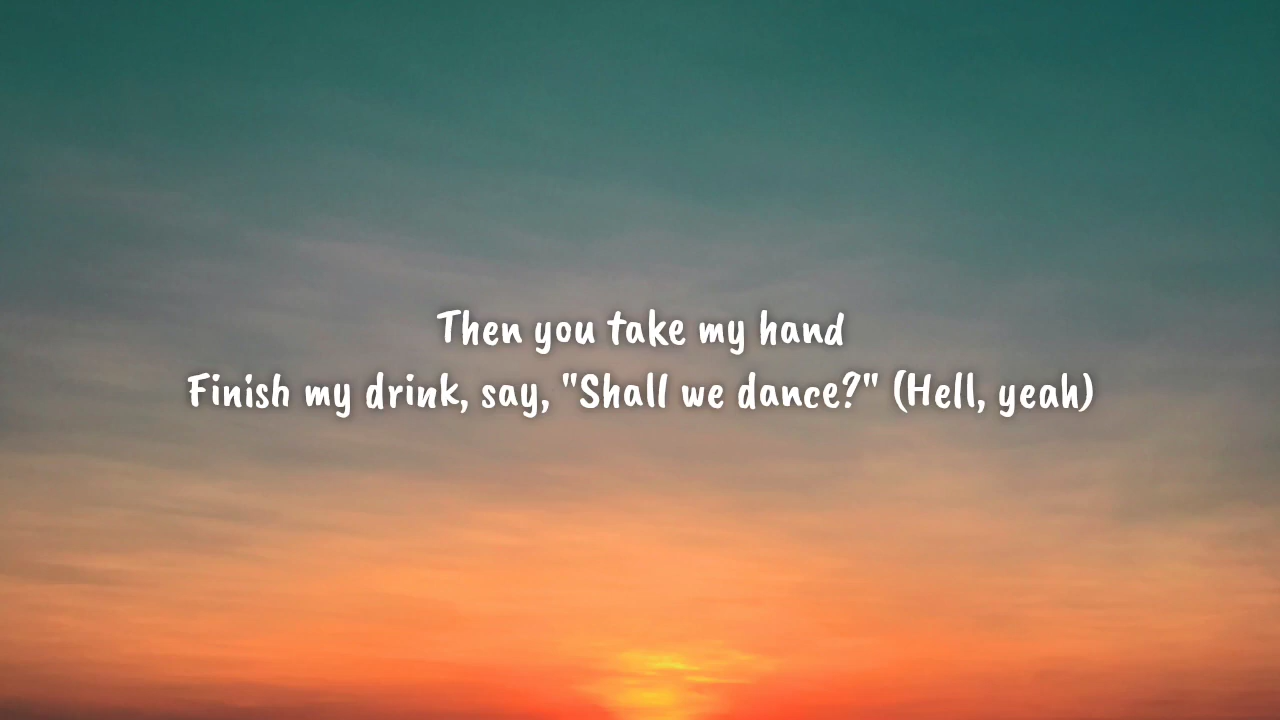 Then you take my hand
Finish my drink, say, "Shall we dance?" (Hell, yeah)